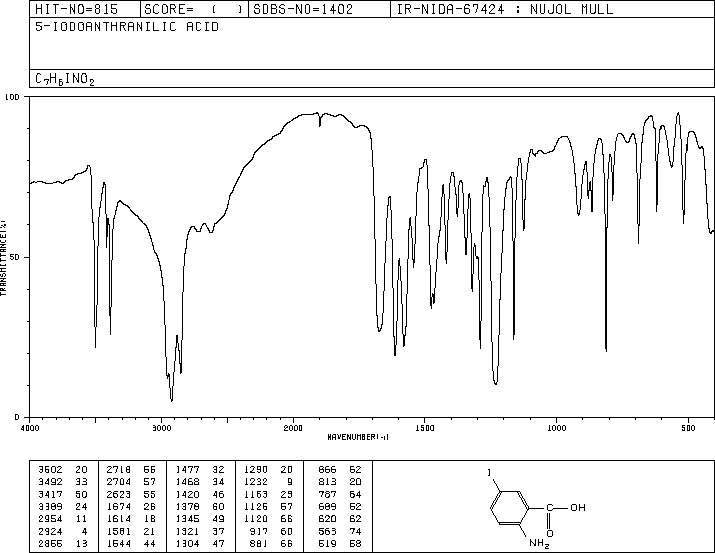 HIT-NO=815 SCORE= ( ) SDBS-NO=1402 IR-NIDA-67424 : NUJOL MULL
5-IODOANTHRANILIC ACID
C7H6INO2
100
50
0
TRANSMITTANCE(%)
4000 3000 2000 1500 1000 500
WAVENUMBER(-1)
3502 20 2718 56 1477 32 1290 20 866 62
3492 33 2704 57 1468 34 1232 9 813 20
3417 50 2623 55 1420 46 1163 23 787 64
3389 24 1674 26 1378 60 1126 57 689 52
2954 11 1614 18 1345 49 1120 66 620 62
2924 4 1581 21 1321 37 917 60 565 74
2855 13 1544 44 1304 47 881 66 519 58
I
C
OH
O
NH2